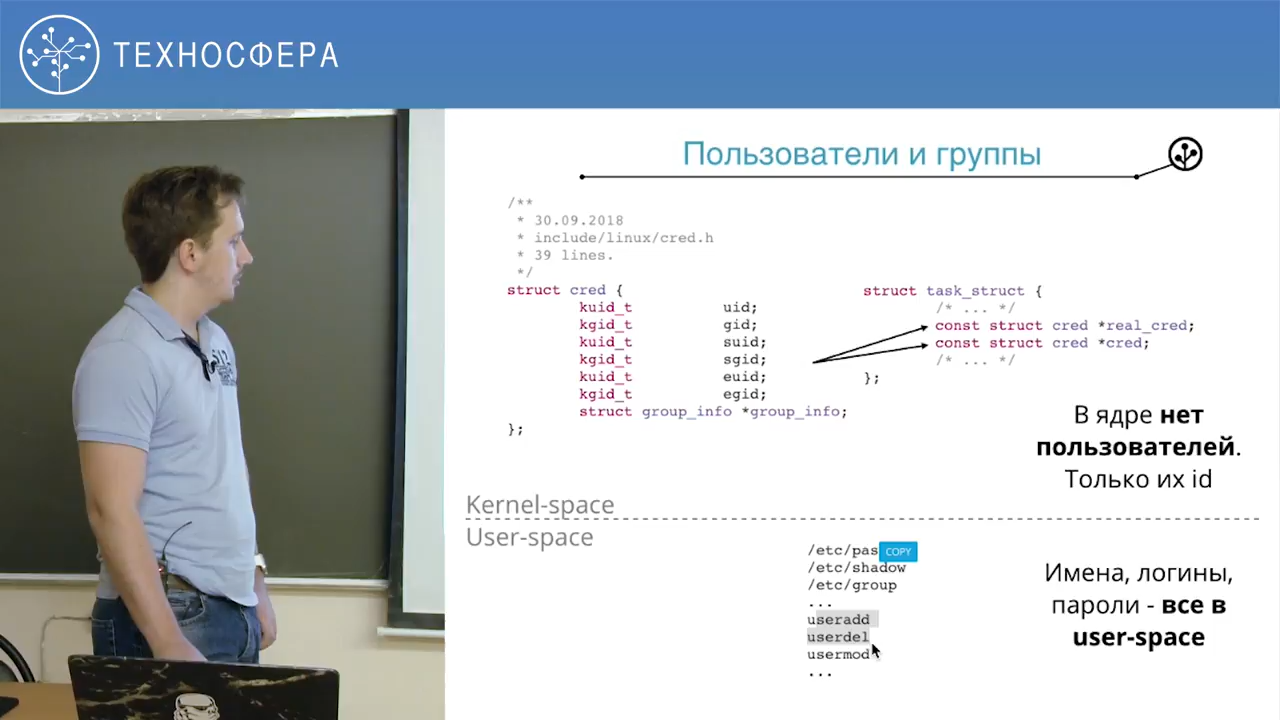 ТЕХНОСФЕРА
Пользователи и группы
/**
* 30.09.2018
* include/linux/cred.h
* 39 lines.
*/
struct cred {
kuid_t uid;
kgid_t gid;
kuid_t suid;
kgid_t sgid;
kuid_t euid;
kgid_t egid;
struct group_info *group_info;
};
struct task_struct {
/* ... */
const struct cred *real_cred;
const struct cred *cred;
/* ... */
};
В ядре нет
пользователей.
Только их id
Kernel-space
User-space
/etc/pas
COPY
/etc/shadow
/etc/group
...
useradd
userdel
usermod
...
Имена, логины,
пароли - все в
user-space